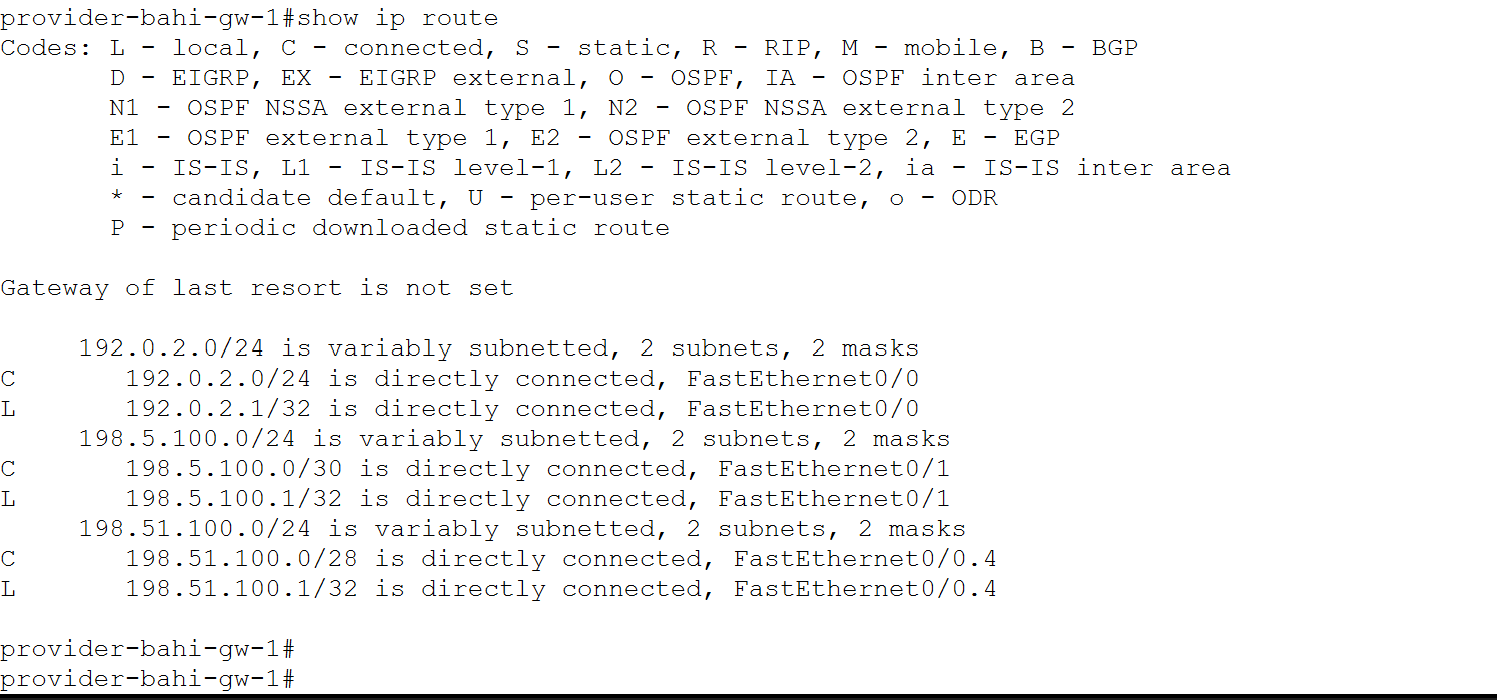 provider-bahi-gw-1#show ip route
Codes: L - local, C - connected, S - static, R - RIP, M - mobile, B - BGP
       D - EIGRP, EX - EIGRP external, O - OSPF, IA - OSPF inter area
       N1 - OSPF NSSA external type 1, N2 - OSPF NSSA external type 2
       E1 - OSPF external type 1, E2 - OSPF external type 2, E - EGP
       i - IS-IS, L1 - IS-IS level-1, L2 - IS-IS level-2, ia - IS-IS inter area
       * - candidate default, U - per-user static route, o - ODR
       P - periodic downloaded static route

Gateway of last resort is not set

     192.0.2.0/24 is variably subnetted, 2 subnets, 2 masks
C       192.0.2.0/24 is directly connected, FastEthernet0/0
L       192.0.2.1/32 is directly connected, FastEthernet0/0
     198.5.100.0/24 is variably subnetted, 2 subnets, 2 masks
C       198.5.100.0/30 is directly connected, FastEthernet0/1
L       198.5.100.1/32 is directly connected, FastEthernet0/1
     198.51.100.0/24 is variably subnetted, 2 subnets, 2 masks
C       198.51.100.0/28 is directly connected, FastEthernet0/0.4
L       198.51.100.1/32 is directly connected, FastEthernet0/0.4

provider-bahi-gw-1#
provider-bahi-gw-1#